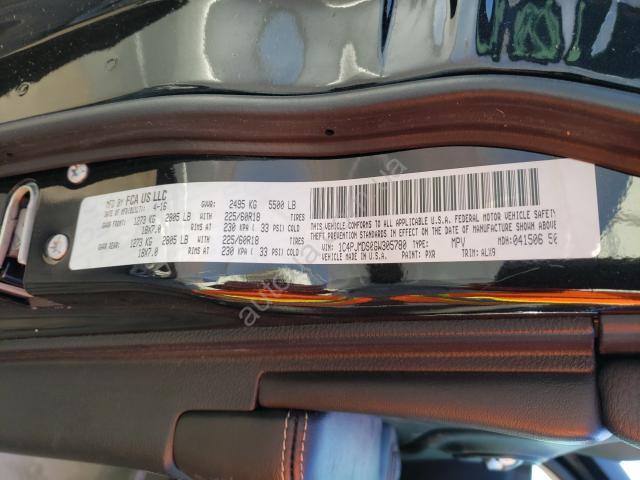 MFD BY FCA US LLC
DATE OF MFR/REDUIT: 4-16
GVWR: 2495 KG 5500 LB
GAWR FRONT: 1273 KG 2805 LB WITH 225/60R18 TIRES
18X7.0 RIMS AT 230 KPA ( 33 PSI) COLD
GAWR REAR: 1273 KG 2805 LB WITH 225/60R18 TIRES
18X7.0 RIMS AT 230 KPA ( 33 PSI) COLD
THIS VEHICLE CONFORMS TO ALL APPLICABLE U.S.A. FEDERAL MOTOR VEHICLE SAFETY
THEFT PREVENTION STANDARDS IN EFFECT ON THE DATE OF MANUFACTURE SHOWN ABOVE
VIN: 1C4PJMDS0GW305780 TYPE: MPV MDH: 041506 50
VEHICLE MADE IN U.S.A. PAINT: PXR TRIM: ALX9